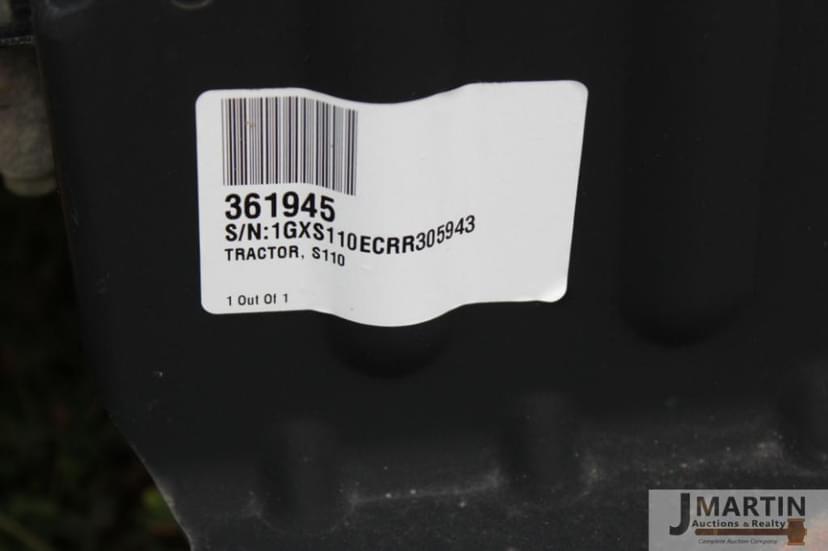 361945
S/N:1GXS110ECRR305943
TRACTOR, S110
1 Out Of 1
J MARTIN
Auctions & Realty
Complete Auction Company